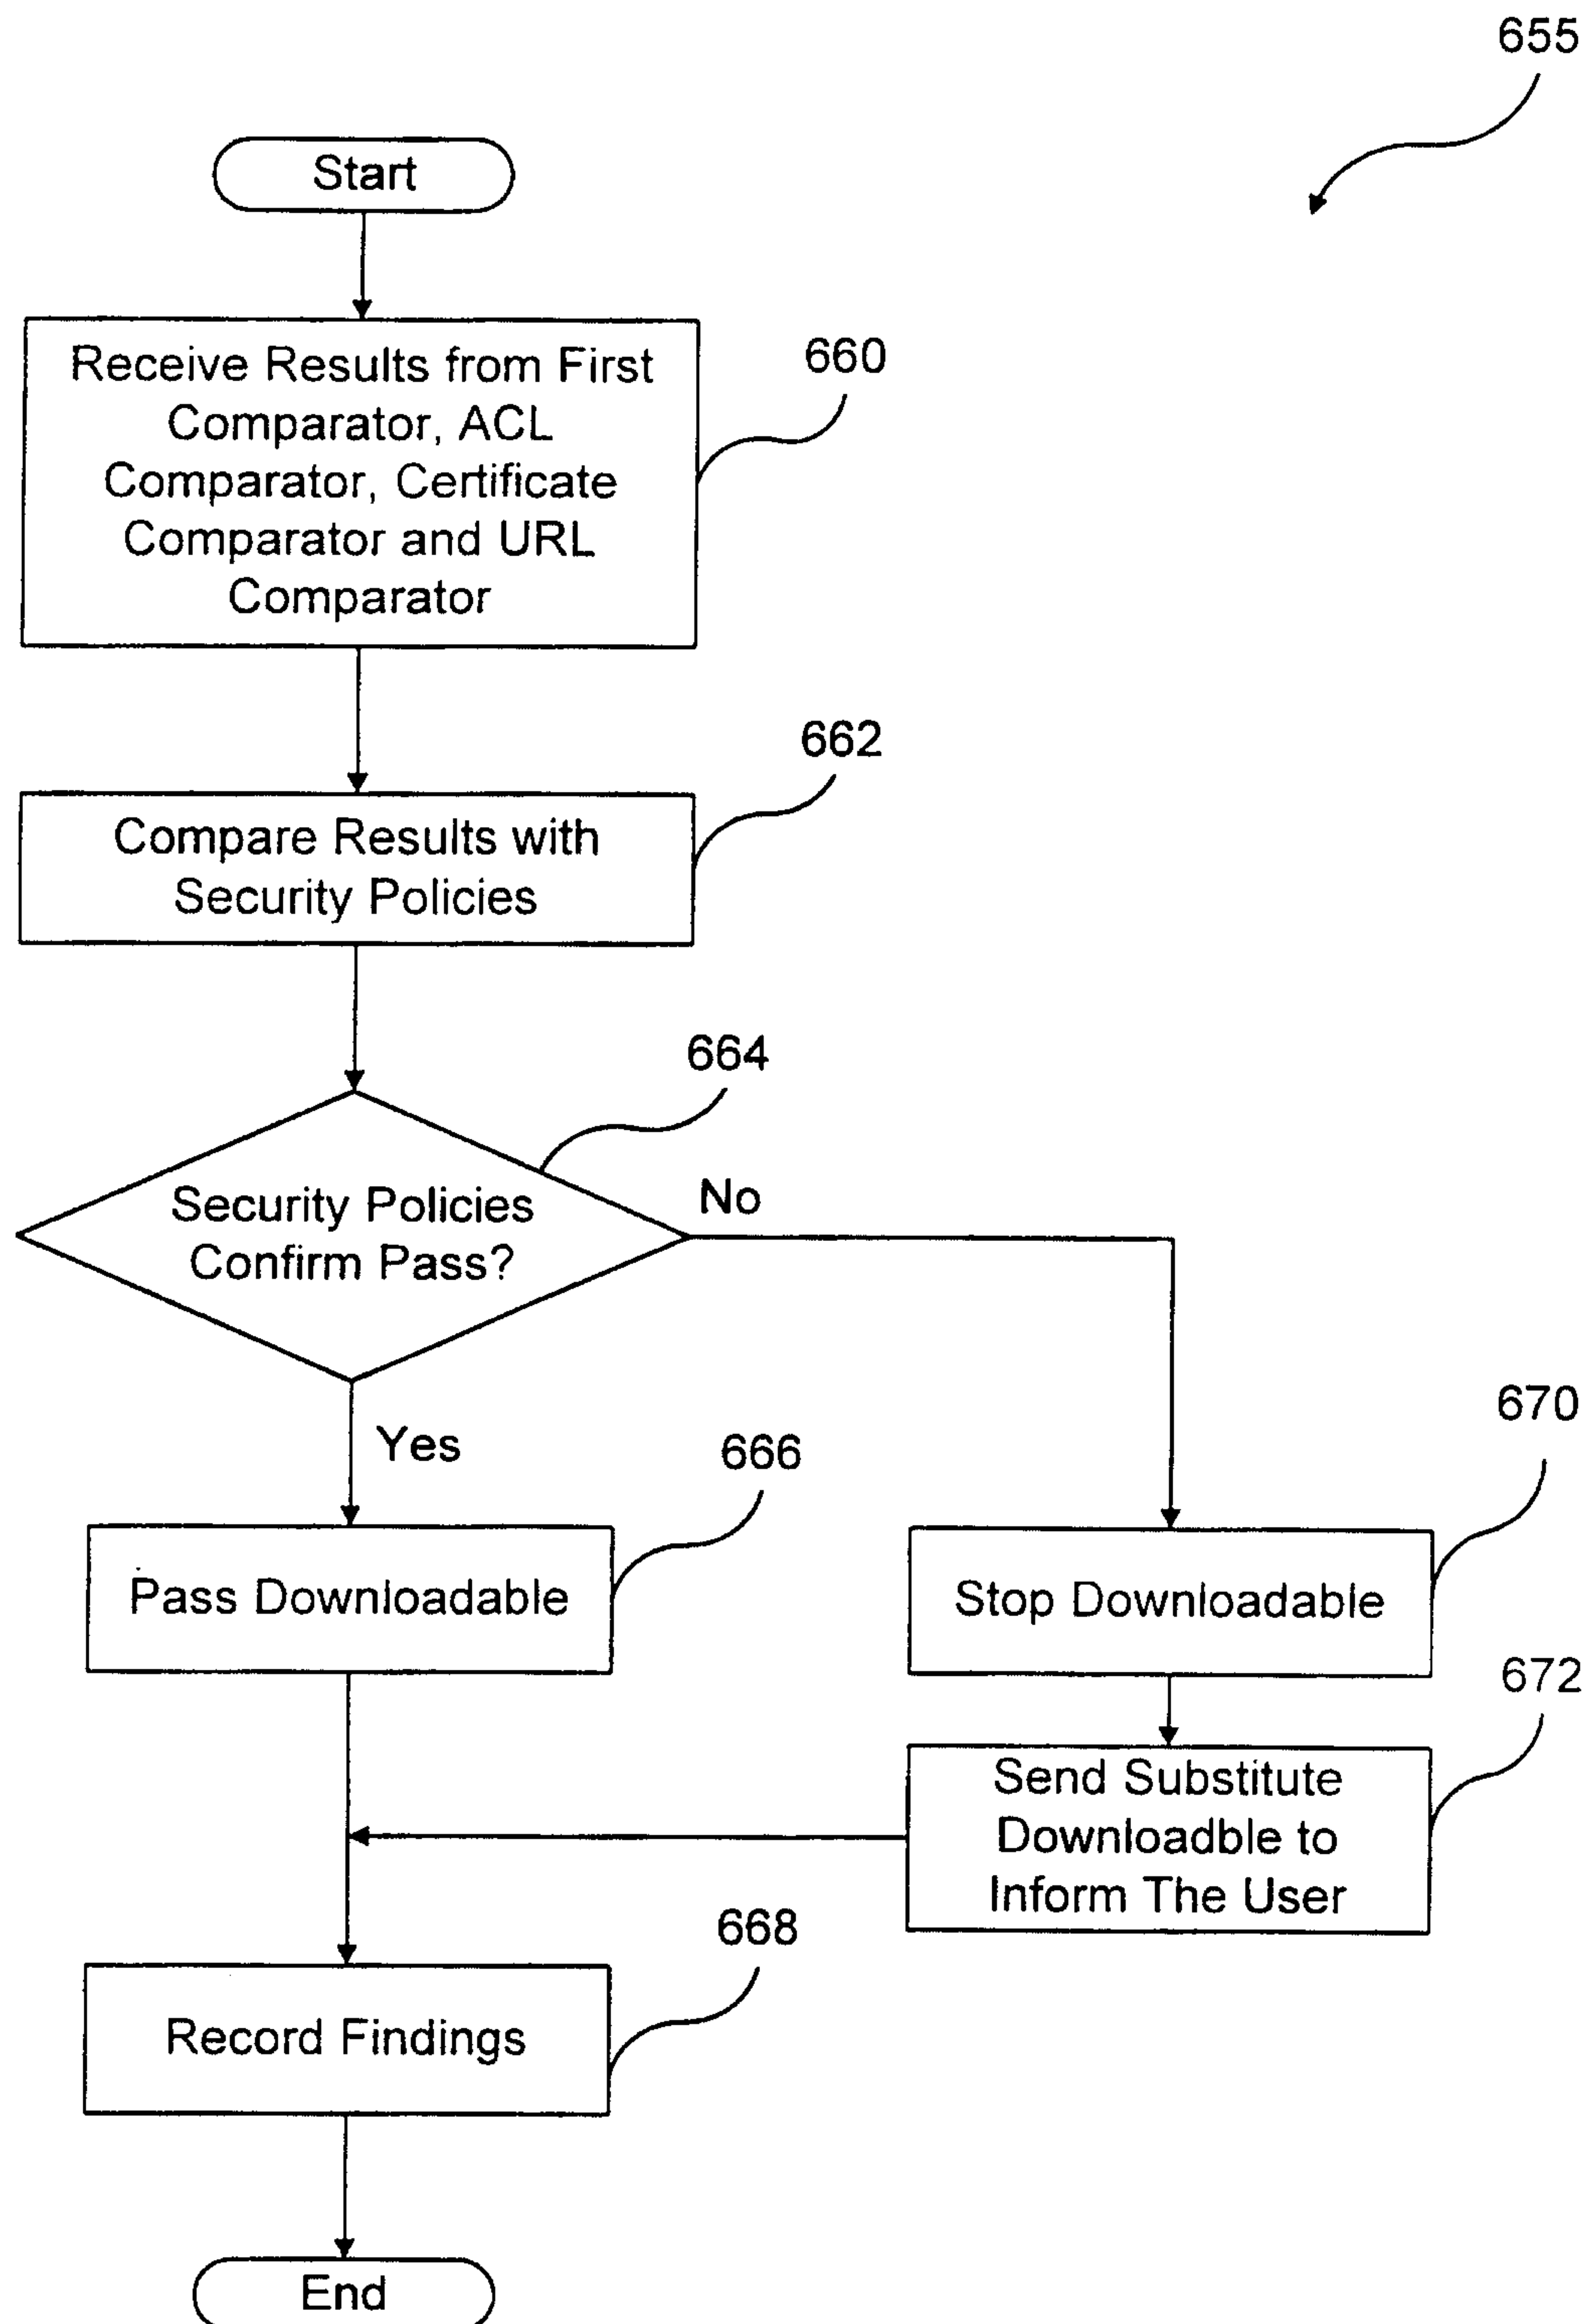 655
Start
Receive Results from First
Comparator, ACL
Comparator, Certificate
Comparator and URL
Comparator
660
Compare Results with
Security Policies
662
Security Policies
Confirm Pass?
664
No
Yes
Pass Downloadable
666
Stop Downloadable
670
Send Substitute
Downloadble to
Inform The User
672
Record Findings
668
End